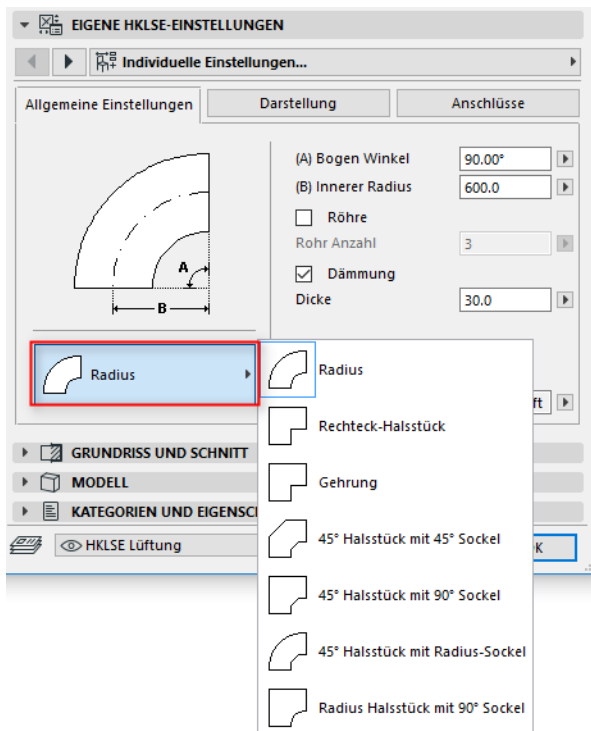 EIGENE HKLSE-EINSTELLUNGEN
Individuelle Einstellungen...
Allgemeine Einstellungen Darstellung Anschlüsse
(A) Bogen Winkel 90.00°
(B) Innerer Radius 600.0
Röhre
Rohr Anzahl 3
Dämmung
Dicke 30.0
A
B
Radius
Radius
ft
Rechteck-Halsstück
GRUNDRISS UND SCHNITT
MODELL
Gehrung
KATEGORIEN UND EIGENSC
HKLSE Lüftung
45° Halsstück mit 45° Sockel
K
45° Halsstück mit 90° Sockel
45° Halsstück mit Radius-Sockel
Radius Halsstück mit 90° Sockel